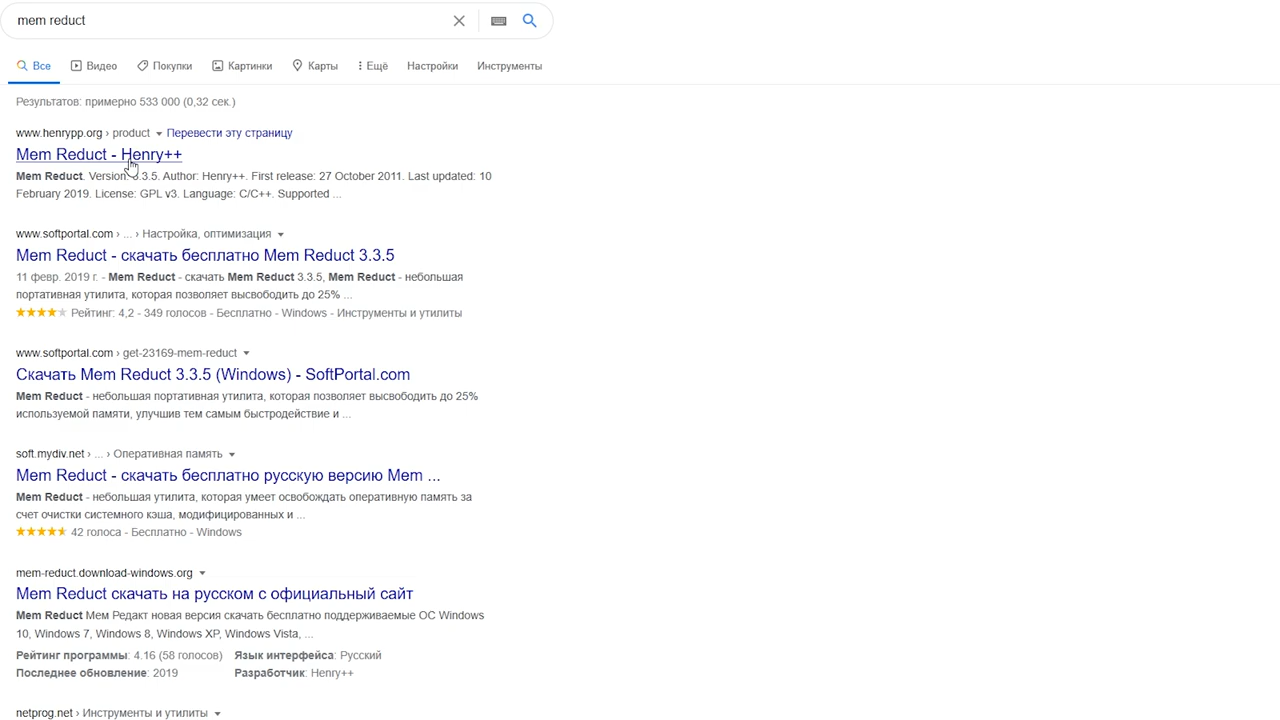 mem reduct
Все Видео Покупки Картинки Карты Ещё Настройки Инструменты
Результатов: примерно 533 000 (0,32 сек.)
www.henrypp.org › product Перевести эту страницу
Mem Reduct - Henry++
Mem Reduct. Version: 3.3.5. Author: Henry++. First release: 27 October 2011. Last updated: 10
February 2019. License: GPL v3. Language: C/C++. Supported ...
www.softportal.com › ... › Настройка, оптимизация
Mem Reduct - скачать бесплатно Mem Reduct 3.3.5
11 февр. 2019 г. - Mem Reduct - скачать Mem Reduct 3.3.5, Mem Reduct - небольшая
портативная утилита, которая позволяет высвободить до 25% ...
Рейтинг: 4,2 - 349 голосов - Бесплатно - Windows - Инструменты и утилиты
www.softportal.com › get-23169-mem-reduct
Скачать Mem Reduct 3.3.5 (Windows) - SoftPortal.com
Mem Reduct - небольшая портативная утилита, которая позволяет высвободить до 25%
используемой памяти, улучшив тем самым быстродействие и ...
soft.mydiv.net › ... › Оперативная память
Mem Reduct - скачать бесплатно русскую версию Mem ...
Mem Reduct - небольшая утилита, которая умеет освобождать оперативную память за
счет очистки системного кэша, модифицированных и ...
42 голоса - Бесплатно - Windows
mem-reduct.download-windows.org
Mem Reduct скачать на русском с официальный сайт
Mem Reduct Мем Редакт новая версия скачать бесплатно поддерживаемые ОС Windows
10, Windows 7, Windows 8, Windows XP, Windows Vista, ...
Рейтинг программы: 4.16 (58 голосов) Язык интерфейса: Русский
Последнее обновление: 2019 Разработчик: Henry++
netprog.net › Инструменты и утилиты